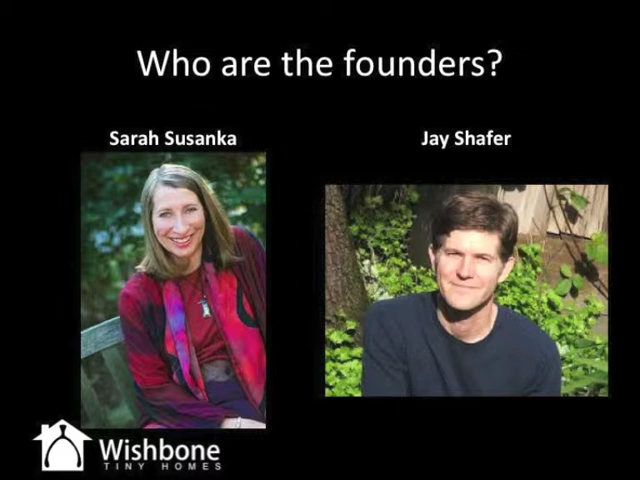 Who are the founders?
Sarah Susanka
Jay Shafer
Wishbone
TINY HOMES